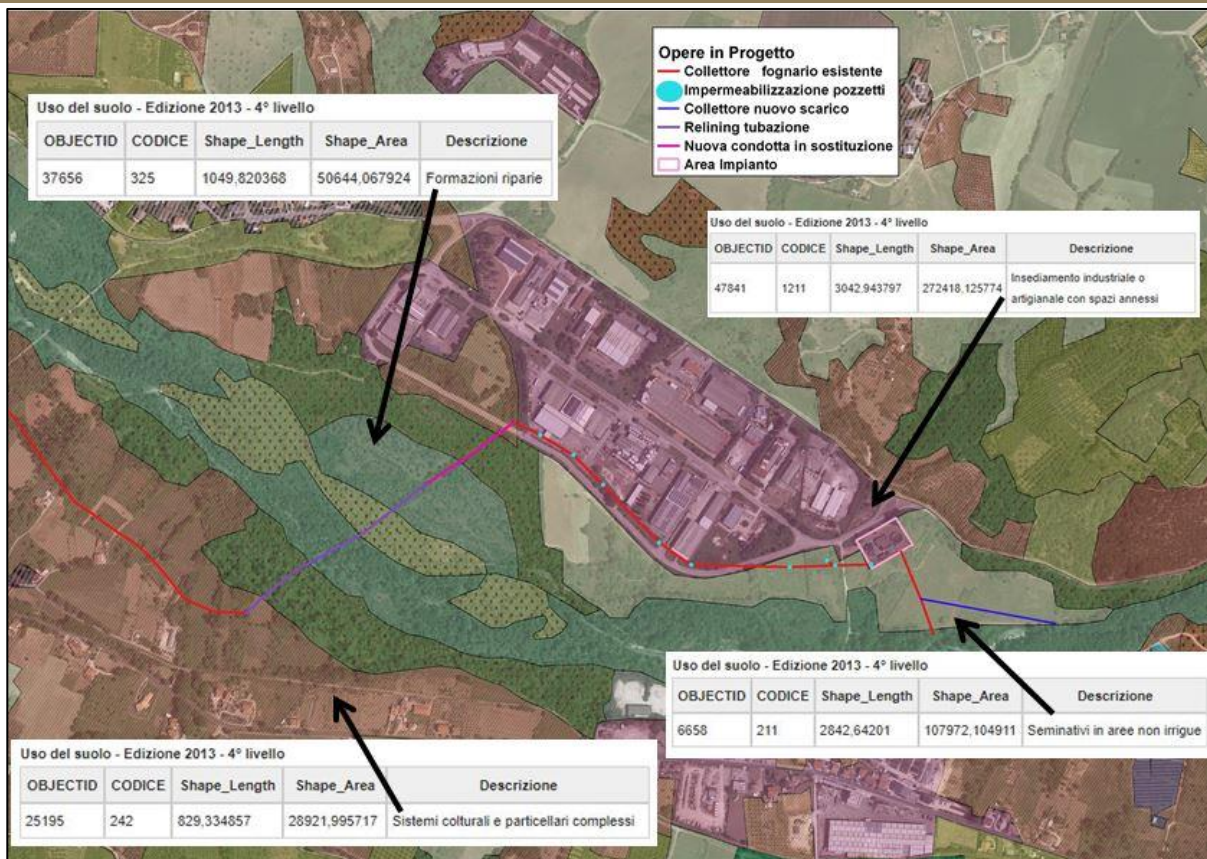 Opere in Progetto
Collettore fognario esistente
Impermeabilizzazione pozzetti
Collettore nuovo scarico
Relining tubazione
Nuova condotta in sostituzione
Area Impianto
Uso del suolo - Edizione 2013 - 4° livello
OBJECTID CODICE Shape_Length Shape_Area Descrizione
37656 325 1049,820368 50644,067924 Formazioni riparie
Uso del suolo - Edizione 2013 - 4° livello
OBJECTID CODICE Shape_Length Shape_Area Descrizione
47841 1211 3042,943797 272418,125774 Insediamento industriale o
artigianale con spazi annessi
Uso del suolo - Edizione 2013 - 4° livello
OBJECTID CODICE Shape_Length Shape_Area Descrizione
6658 211 2842,64201 107972,104911 Seminativi in aree non irrigue
Uso del suolo - Edizione 2013 - 4° livello
OBJECTID CODICE Shape_Length Shape_Area Descrizione
25195 242 829,334857 28921,995717 Sistemi colturali e particellari complessi